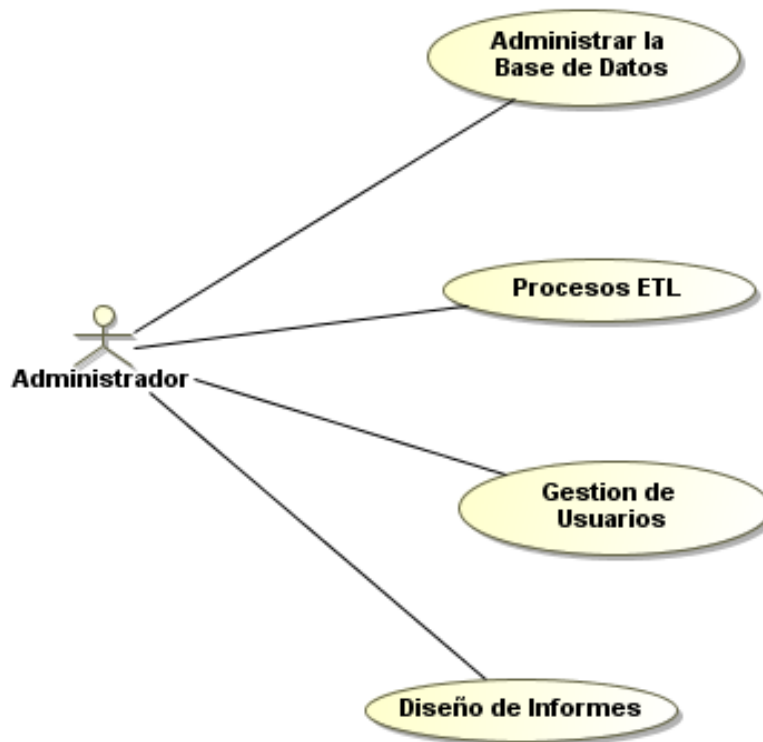 Administrar la
Base de Datos
Procesos ETL
Administrador
Gestion de
Usuarios
Diseño de Informes